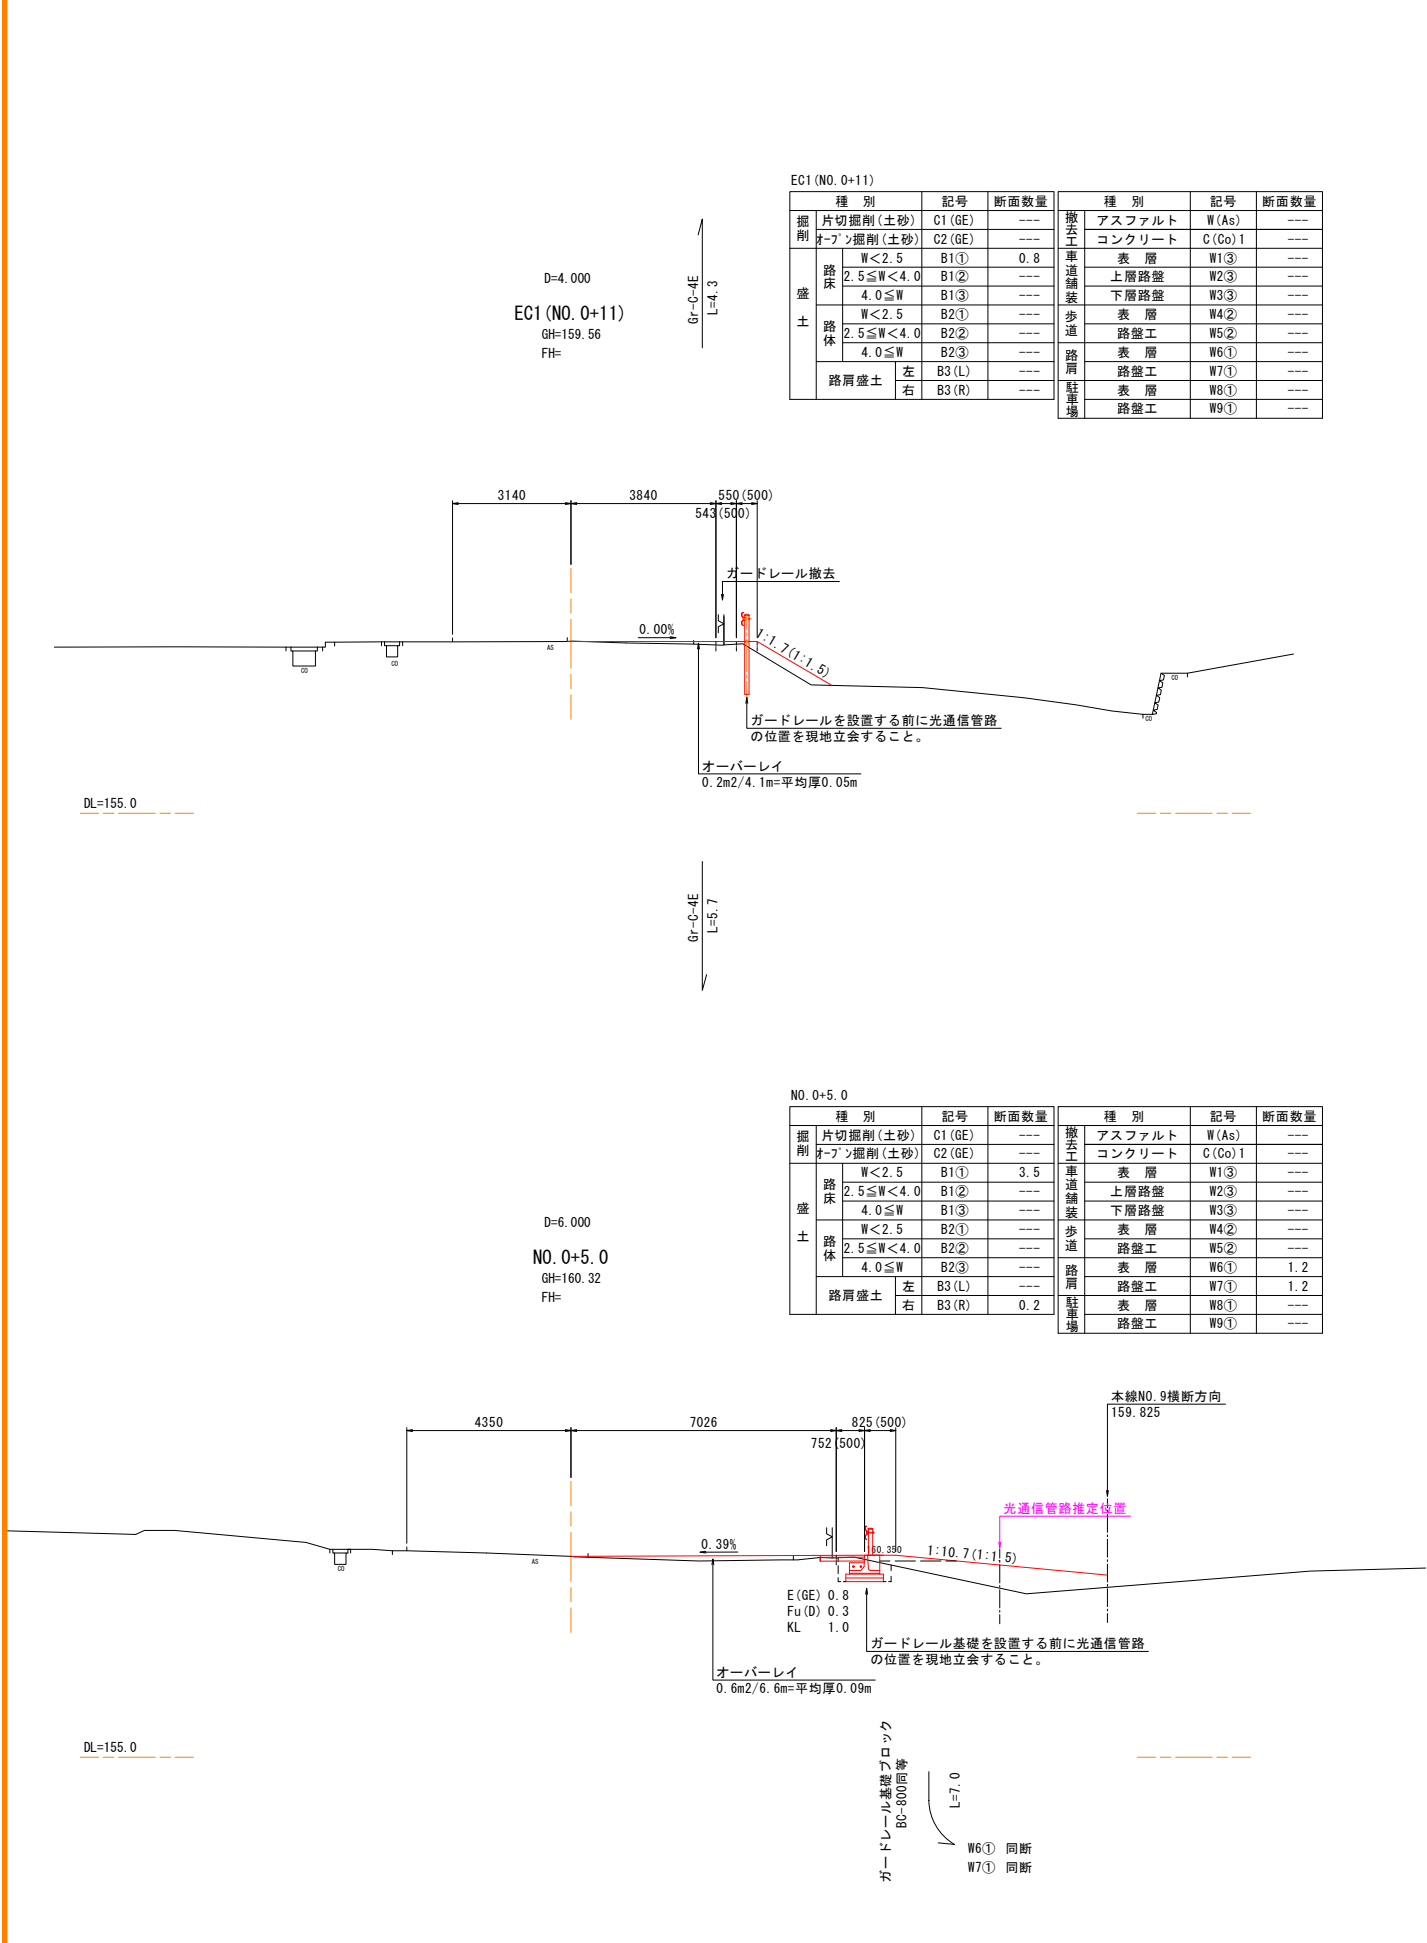 EC1(NO.0+11)
種 別 記号 断面数量 種 別 記号 断面数量
掘削 片切掘削(土砂) C1(GE) --- 撤去工 アスファルト W(As) ---
オープン掘削(土砂) C2(GE) --- コンクリート C(Co)1 ---
盛土 路床 W<2.5 B1① 0.8 車道舗装 表 層 W1③ ---
2.5≦W<4.0 B1② --- 上層路盤 W2③ ---
4.0≦W B1③ --- 下層路盤 W3③ ---
路体 W<2.5 B2① --- 歩道 表 層 W4② ---
2.5≦W<4.0 B2② --- 路盤工 W5② ---
4.0≦W B2③ --- 路肩 表 層 W6① ---
路肩盛土 左 B3(L) --- 路盤工 W7① ---
右 B3(R) --- 駐車場 表 層 W8① ---
路盤工 W9① ---
Gr-C-4E
L=4.3
D=4.000
EC1(NO.0+11)
GH=159.56
FH=
3140 3840 550(500)
543(500)
ガードレール撤去
0.00%
1:1.7(1:1.5)
AS
CO
CO
CO
CO
ガードレールを設置する前に光通信管路
の位置を現地立会すること。
オーバーレイ
0.2m2/4.1m=平均厚0.05m
DL=155.0
Gr-C-4E
L=5.7
NO.0+5.0
種 別 記号 断面数量 種 別 記号 断面数量
掘削 片切掘削(土砂) C1(GE) --- 撤去工 アスファルト W(As) ---
オープン掘削(土砂) C2(GE) --- コンクリート C(Co)1 ---
盛土 路床 W<2.5 B1① 3.5 車道舗装 表 層 W1③ ---
2.5≦W<4.0 B1② --- 上層路盤 W2③ ---
4.0≦W B1③ --- 下層路盤 W3③ ---
路体 W<2.5 B2① --- 歩道 表 層 W4② ---
2.5≦W<4.0 B2② --- 路盤工 W5② ---
4.0≦W B2③ --- 路肩 表 層 W6① 1.2
路肩盛土 左 B3(L) --- 路盤工 W7① 1.2
右 B3(R) 0.2 駐車場 表 層 W8① ---
路盤工 W9① ---
D=6.000
NO.0+5.0
GH=160.32
FH=
本線NO.9横断方向
159.825
4350 7026 825(500)
752(500)
光通信管路推定位置
0.39%
160.350
1:10.7(1:1.5)
AS
CO
E(GE) 0.8
Fu(D) 0.3
KL 1.0
ガードレール基礎を設置する前に光通信管路
の位置を現地立会すること。
オーバーレイ
0.6m2/6.6m=平均厚0.09m
DL=155.0
ガードレール基礎ブロック
BC-800同等
L=7.0
W6① 同断
W7① 同断